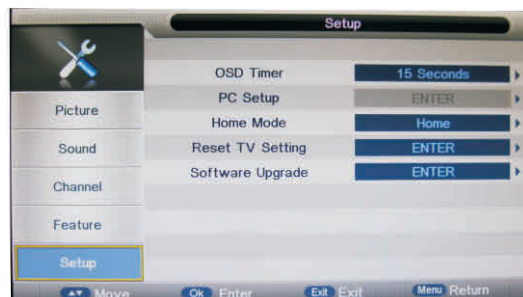 Setup
OSD Timer 15 Seconds
PC Setup ENTER
Home Mode Home
Reset TV Setting ENTER
Software Upgrade ENTER
Picture
Sound
Channel
Feature
Setup
Move Ok Enter Exit Exit Menu Return